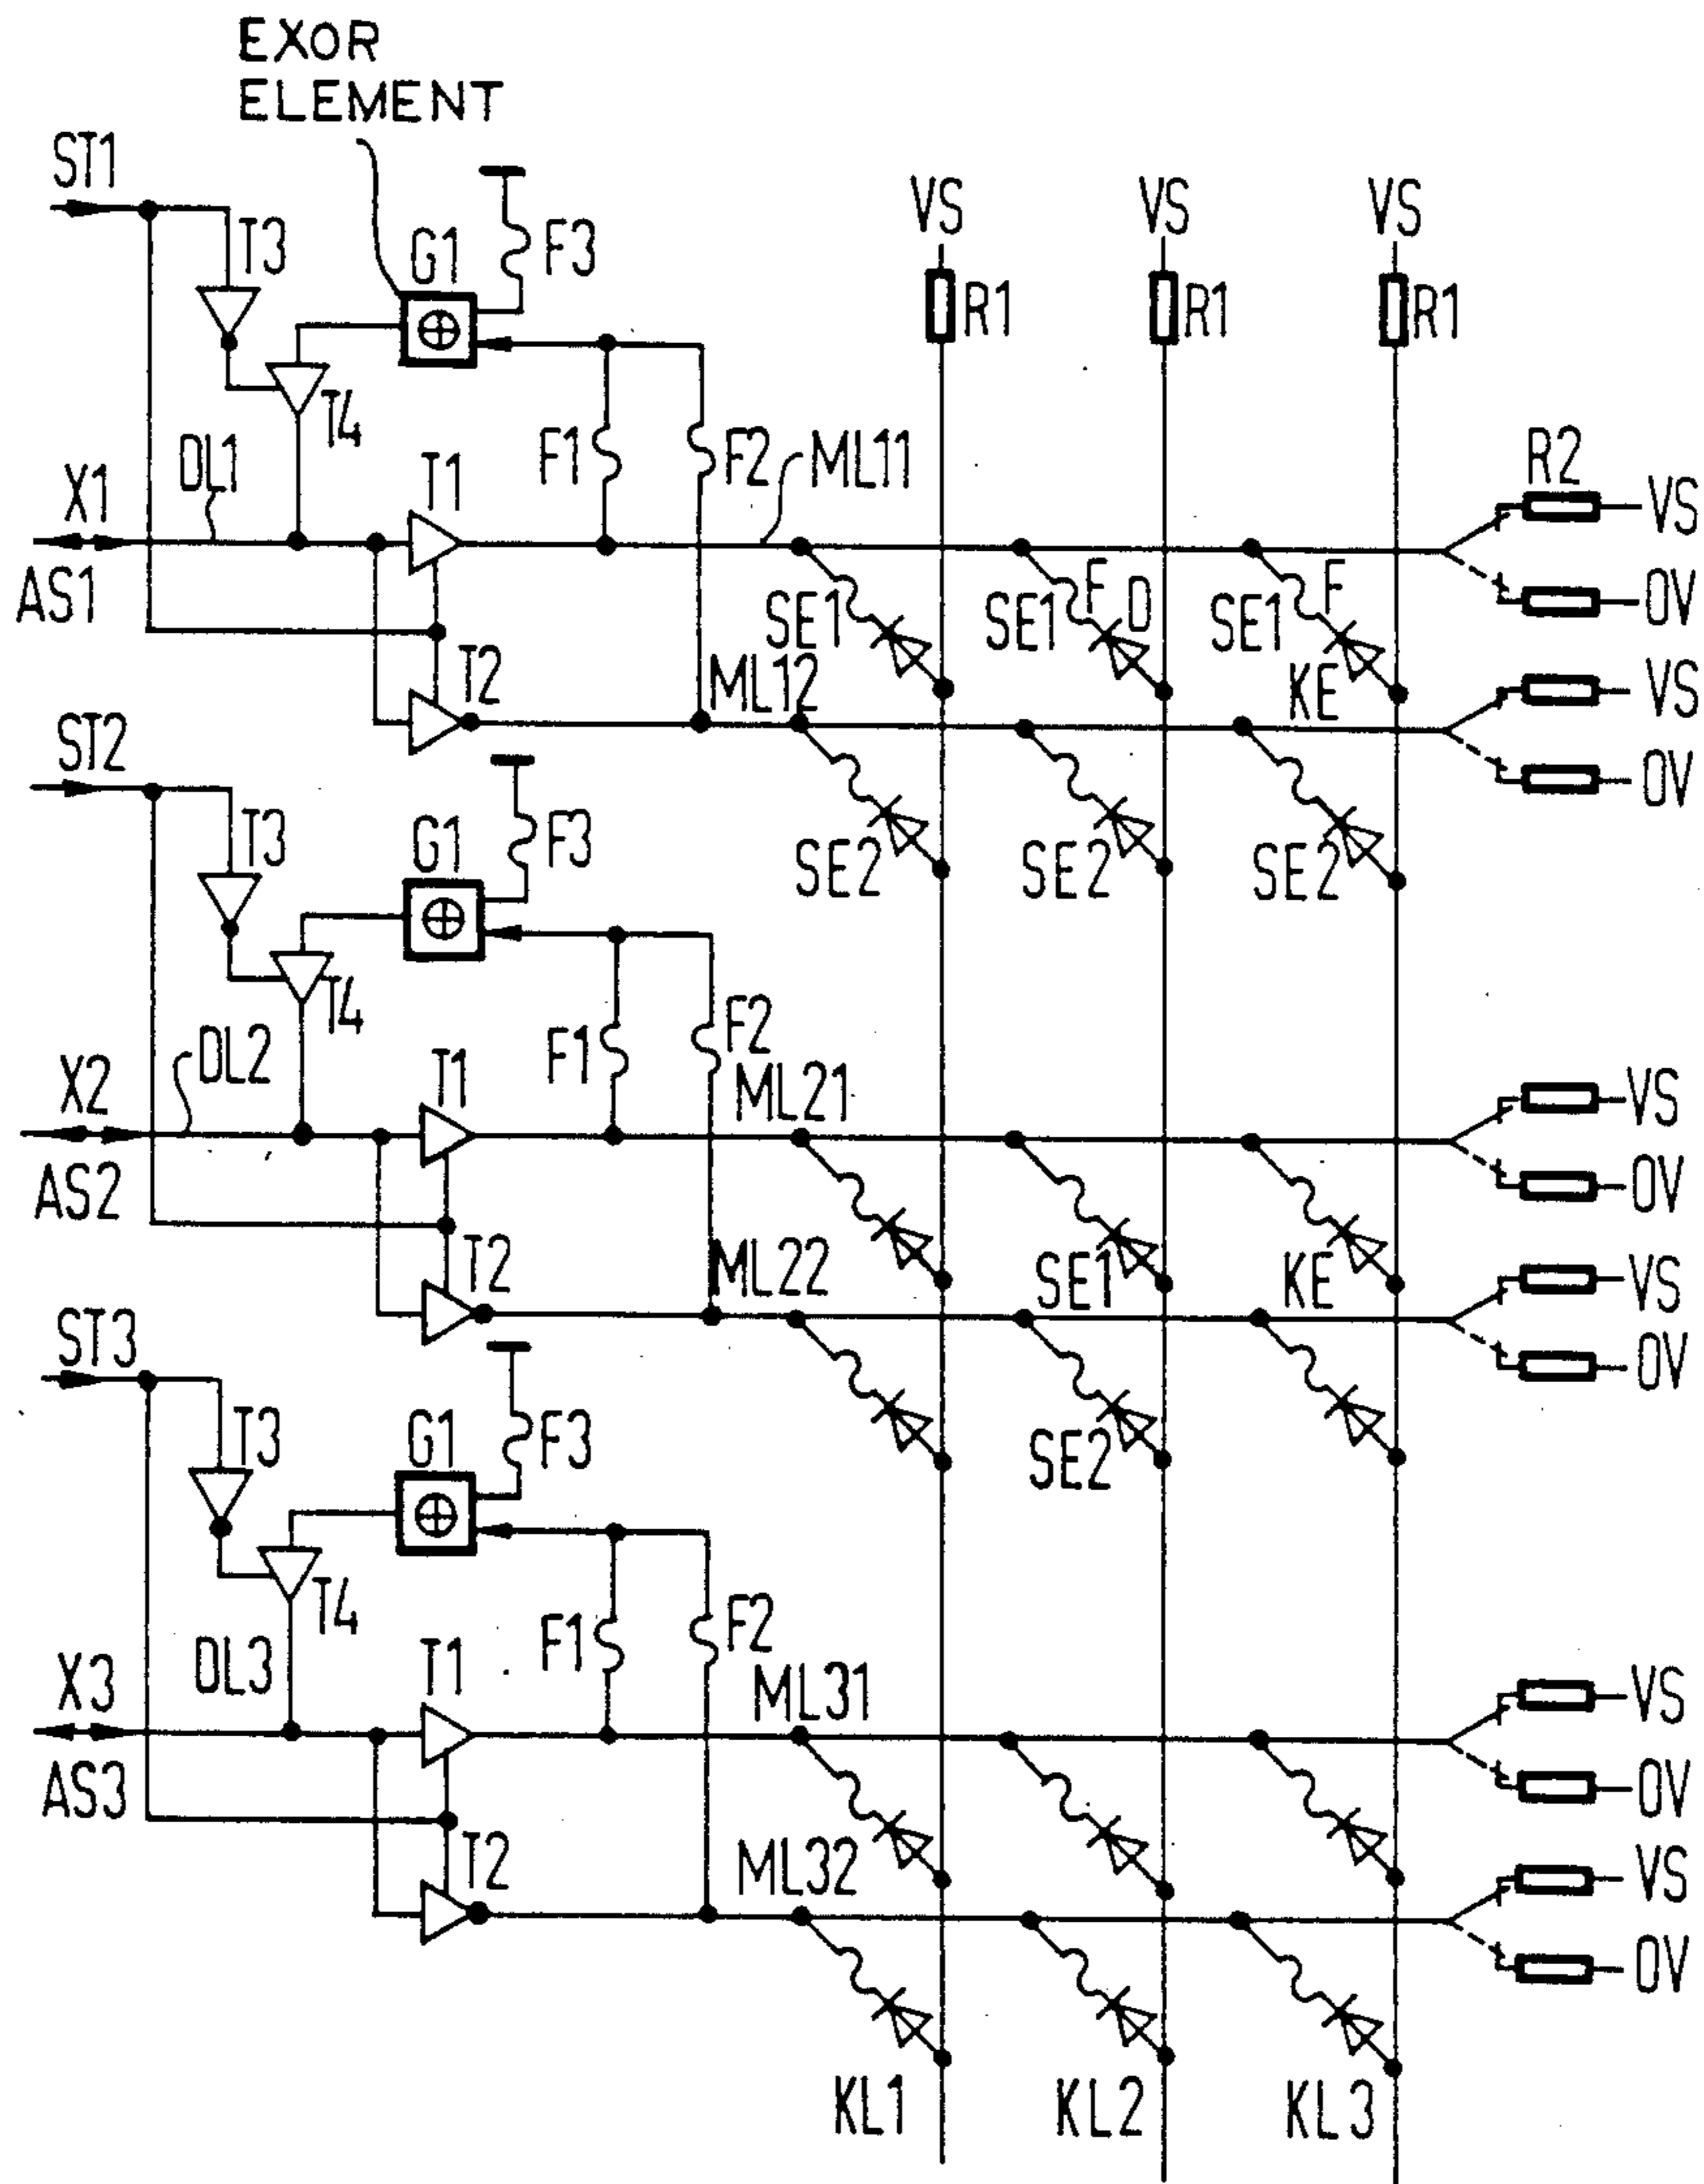 EXOR
ELEMENT
ST1
T3
G1
F3
VS
VS
VS
R1
R1
R1
T4
DL1
X1
AS1
T1
F1
F2
ML11
R2
VS
0V
SE1
SE1
F
D
SE1
F
T2
ML12
KE
VS
0V
SE2
SE2
SE2
ST2
T3
G1
F3
T4
DL2
X2
AS2
T1
F1
F2
ML21
VS
0V
T2
ML22
SE1
KE
VS
0V
SE2
ST3
T3
G1
F3
T4
DL3
X3
AS3
T1
F1
F2
ML31
VS
0V
T2
ML32
VS
0V
KL1
KL2
KL3